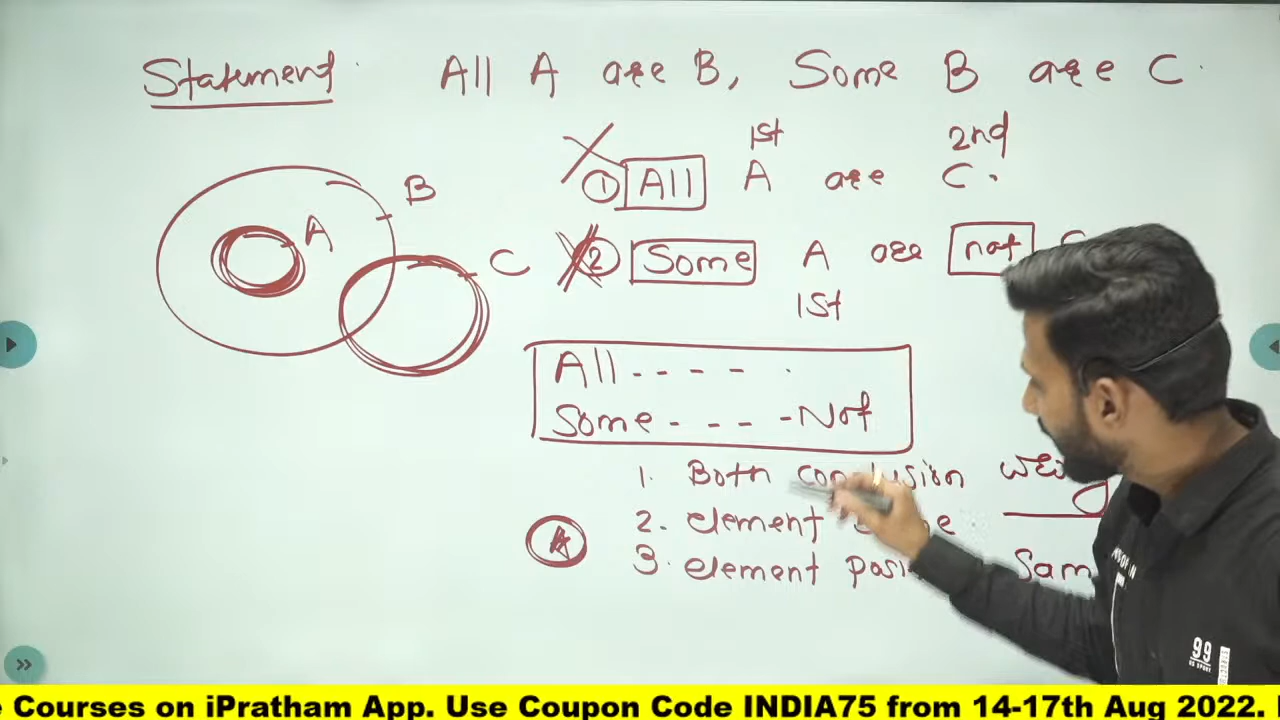 Statement All A are B, Some B are C.
1st 2nd
① All A are C.
② Some A are not
1st
A
B
C
All - - - - .
Some - - - - Not
1. Both conclusion
2. element
3. element
A
99
e Courses on iPratham App. Use Coupon Code INDIA75 from 14-17th Aug 2022.